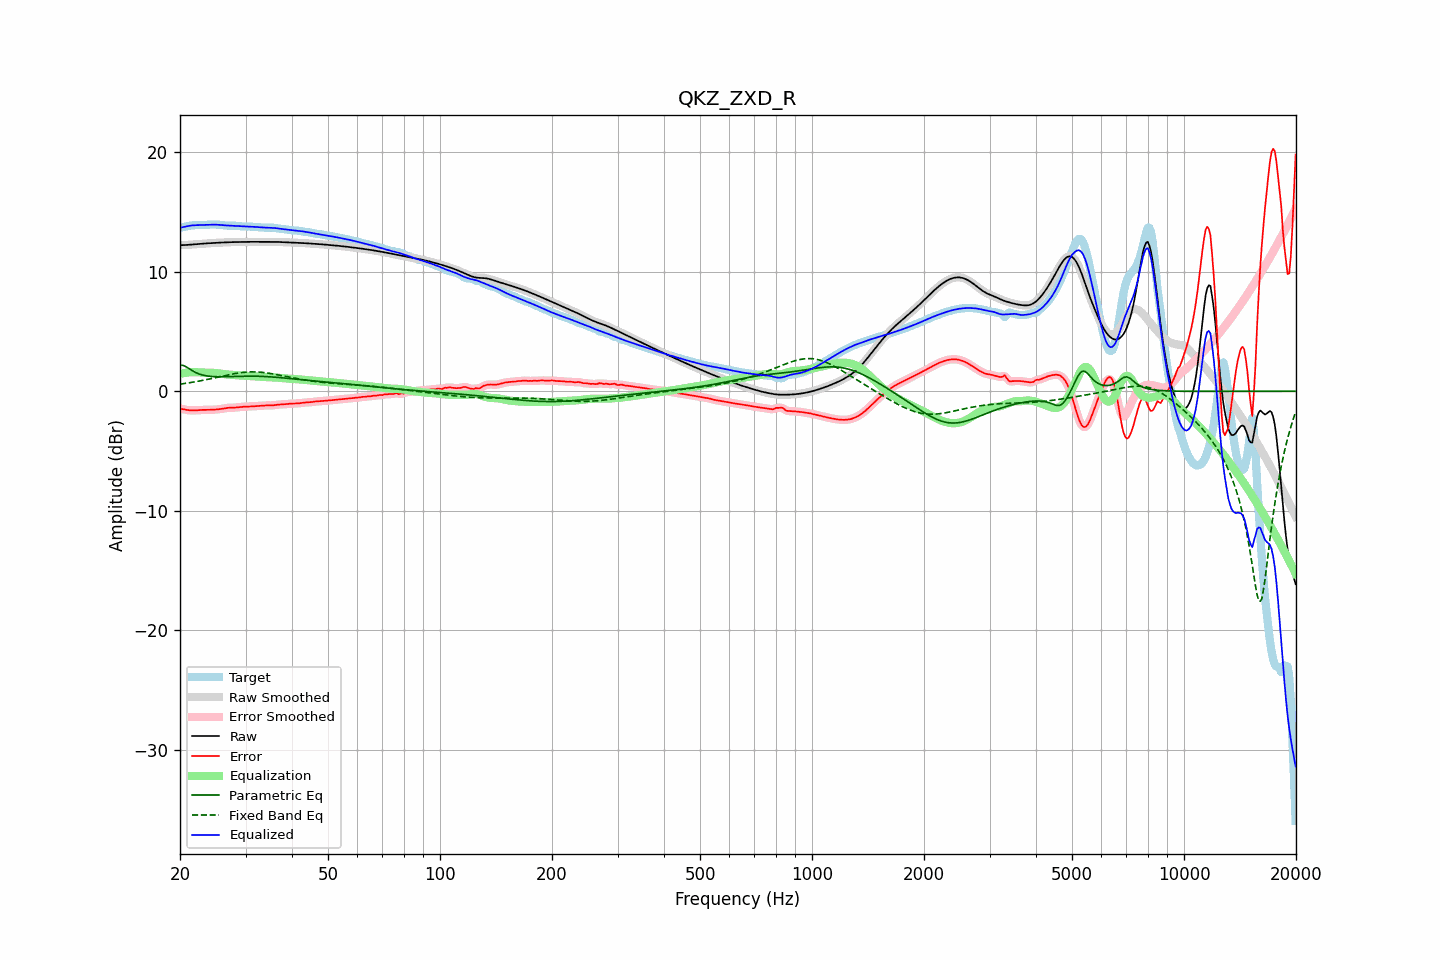 QKZ_ZXD_R
Amplitude (dBr)
20
10
0
−10
−20
−30
Target
Raw Smoothed
Error Smoothed
Raw
Error
Equalization
Parametric Eq
Fixed Band Eq
Equalized
20 50 100 200 500 1000 2000 5000 10000 20000
Frequency (Hz)